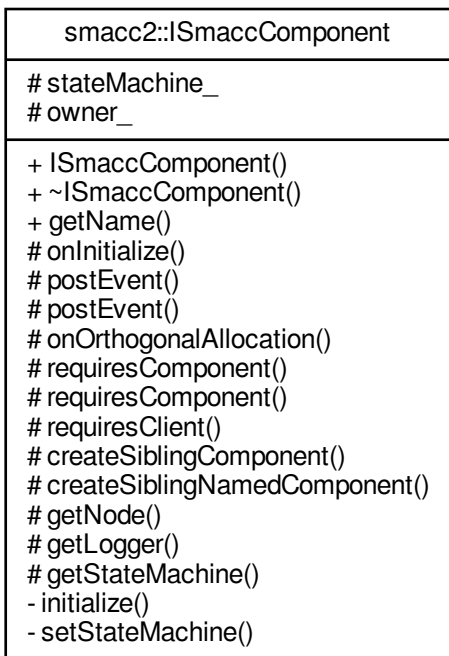 smacc2::ISmaccComponent
# stateMachine_
# owner_
+ ISmaccComponent()
+ ~ISmaccComponent()
+ getName()
# onInitialize()
# postEvent()
# postEvent()
# onOrthogonalAllocation()
# requiresComponent()
# requiresComponent()
# requiresClient()
# createSiblingComponent()
# createSiblingNamedComponent()
# getNode()
# getLogger()
# getStateMachine()
- initialize()
- setStateMachine()